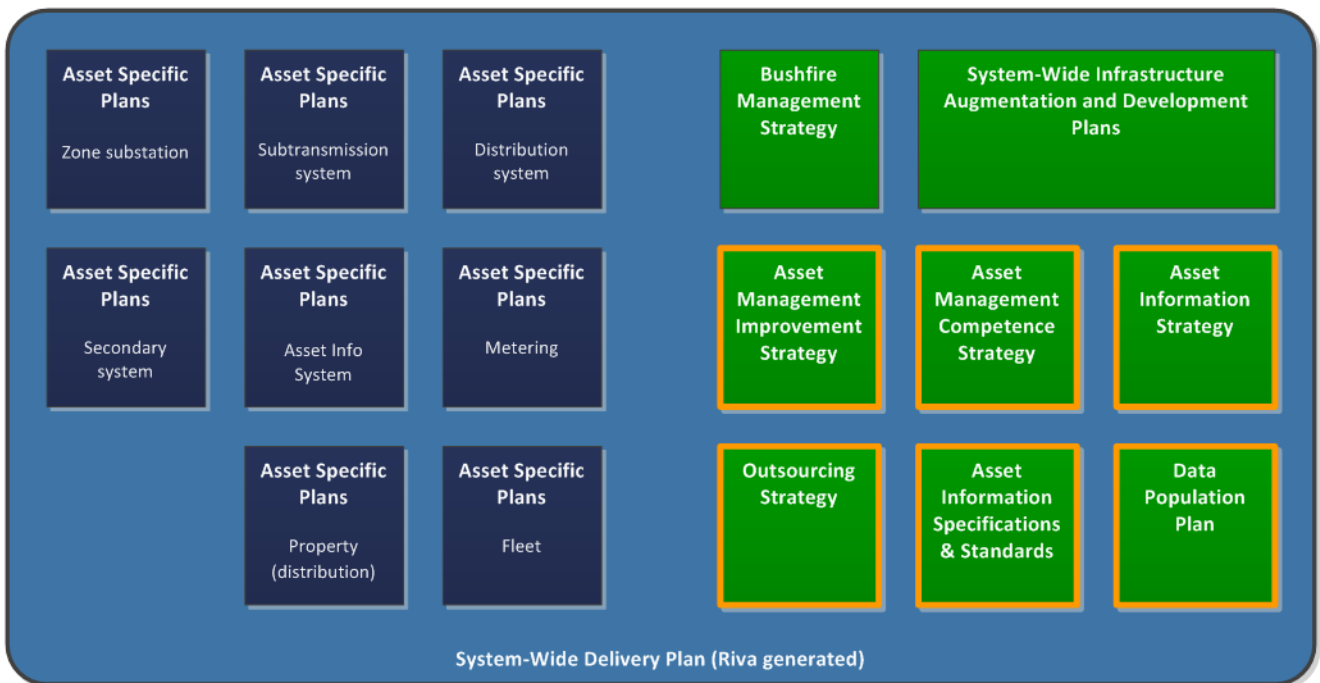 Asset Specific
Plans
Zone substation
Asset Specific
Plans
Subtransmission
system
Asset Specific
Plans
Distribution
system
Bushfire
Management
Strategy
System-Wide Infrastructure
Augmentation and Development
Plans
Asset Specific
Plans
Secondary
system
Asset Specific
Plans
Asset Info
System
Asset Specific
Plans
Metering
Asset
Management
Improvement
Strategy
Asset
Management
Competence
Strategy
Asset
Information
Strategy
Asset Specific
Plans
Property
(distribution)
Asset Specific
Plans
Fleet
Outsourcing
Strategy
Asset
Information
Specifications
& Standards
Data
Population
Plan
System-Wide Delivery Plan (Riva generated)